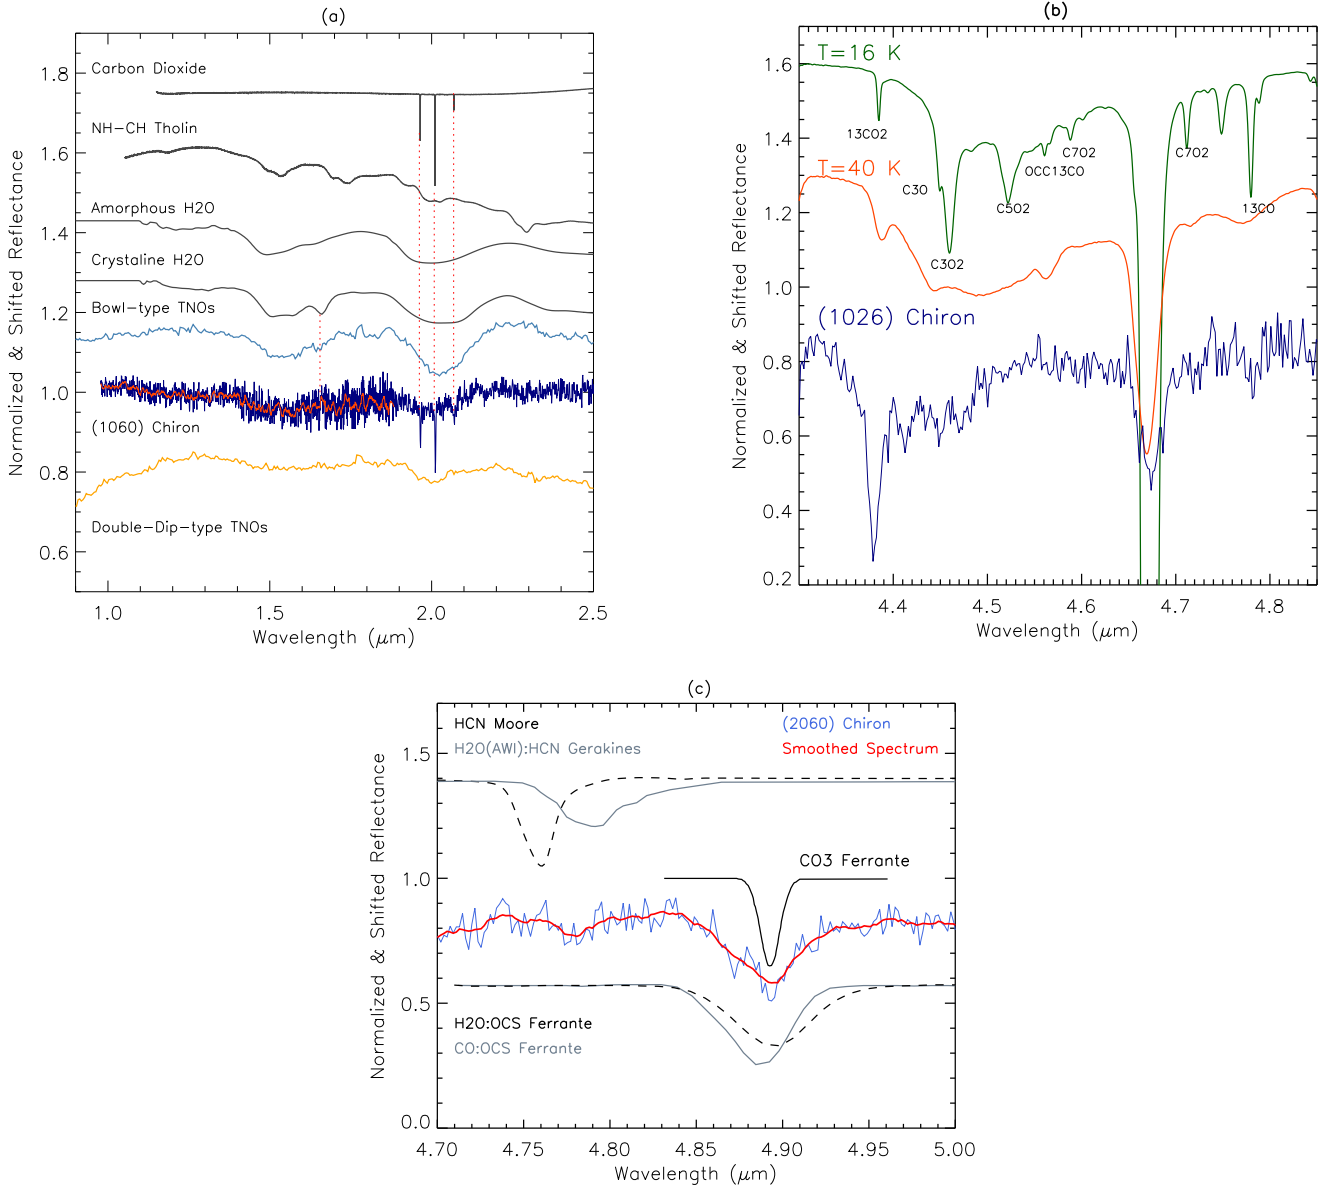 (a)
Carbon Dioxide
NH-CH Tholin
Amorphous H2O
Crystaline H2O
Bowl-type TNOs
(1060) Chiron
Double-Dip-type TNOs
1.8
1.6
1.4
1.2
1.0
0.8
0.6
Normalized & Shifted Reflectance
1.0 1.5 2.0 2.5
Wavelength (μm)
(b)
T=16 K
13CO2
T=40 K
C3O
C3O2
C5O2
OCC13CO
C7O2
C7O2
13CO
(1026) Chiron
1.6
1.4
1.2
1.0
0.8
0.6
0.4
0.2
Normalized & Shifted Reflectance
4.4 4.5 4.6 4.7 4.8
Wavelength (μm)
(c)
HCN Moore
H2O(AWI):HCN Gerakines
(2060) Chiron
Smoothed Spectrum
CO3 Ferrante
H2O:OCS Ferrante
CO:OCS Ferrante
1.5
1.0
0.5
0.0
Normalized & Shifted Reflectance
4.70 4.75 4.80 4.85 4.90 4.95 5.00
Wavelength (μm)